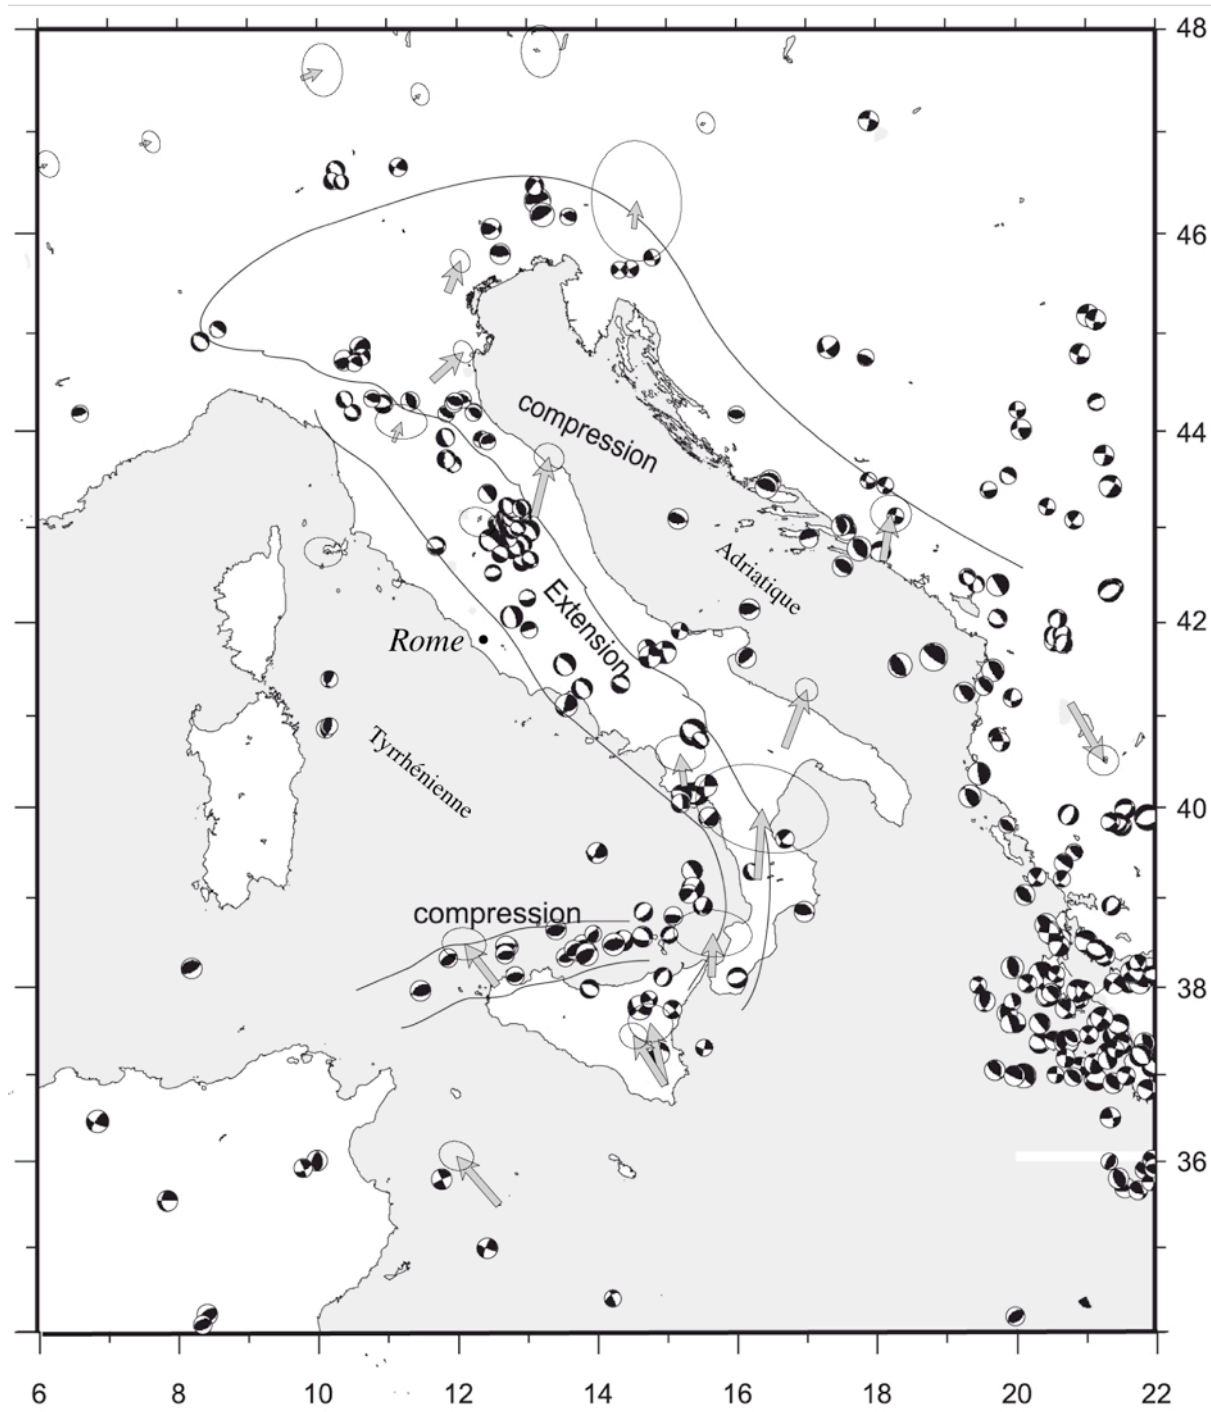 48
46
compression
44
Adriatique
Extension
Rome
42
Tyrrhénienne
40
compression
38
36
6 8 10 12 14 16 18 20 22